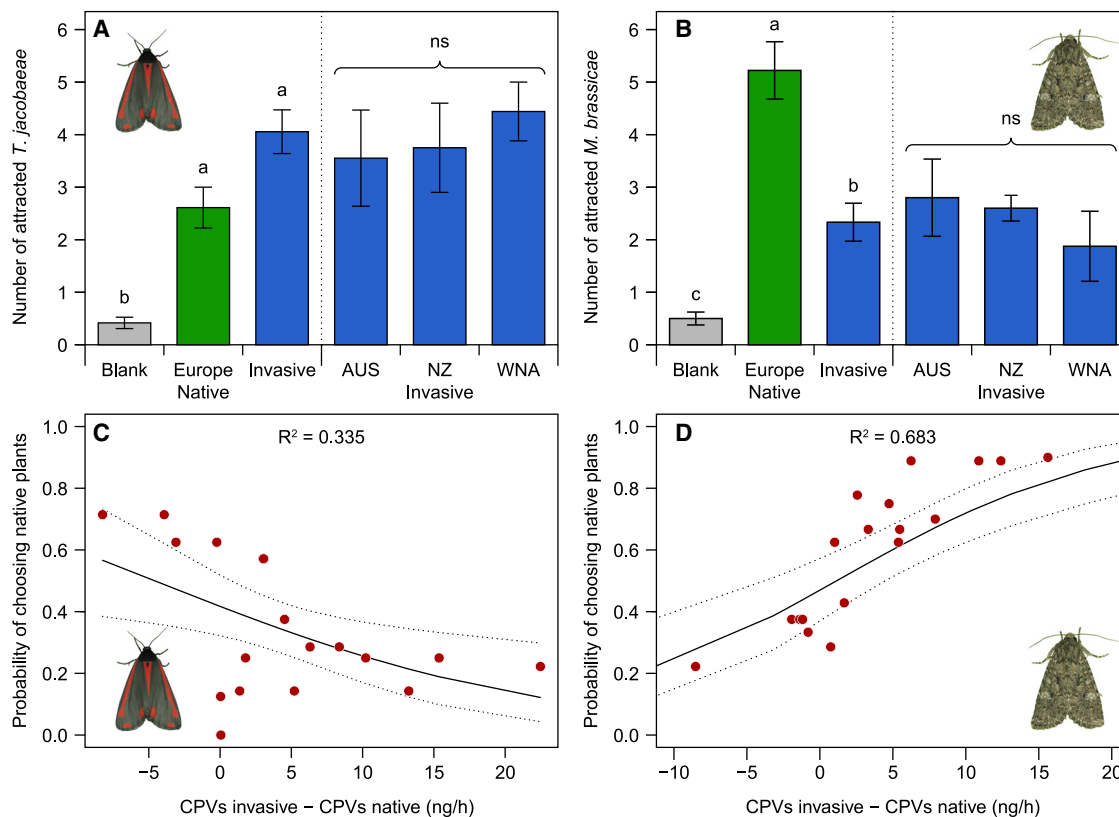 A
Number of attracted T. jacobaeae
6
5
4
3
2
1
0
b
a
a
ns
Blank Europe Invasive AUS NZ WNA
Native Invasive
B
Number of attracted M. brassicae
6
5
4
3
2
1
0
c
a
b
ns
Blank Europe Invasive AUS NZ WNA
Native Invasive
C
R² = 0.335
Probability of choosing native plants
1.0
0.8
0.6
0.4
0.2
0.0
−5 0 5 10 15 20
CPVs invasive − CPVs native (ng/h)
D
R² = 0.683
Probability of choosing native plants
1.0
0.8
0.6
0.4
0.2
0.0
−10 −5 0 5 10 15 20
CPVs invasive − CPVs native (ng/h)